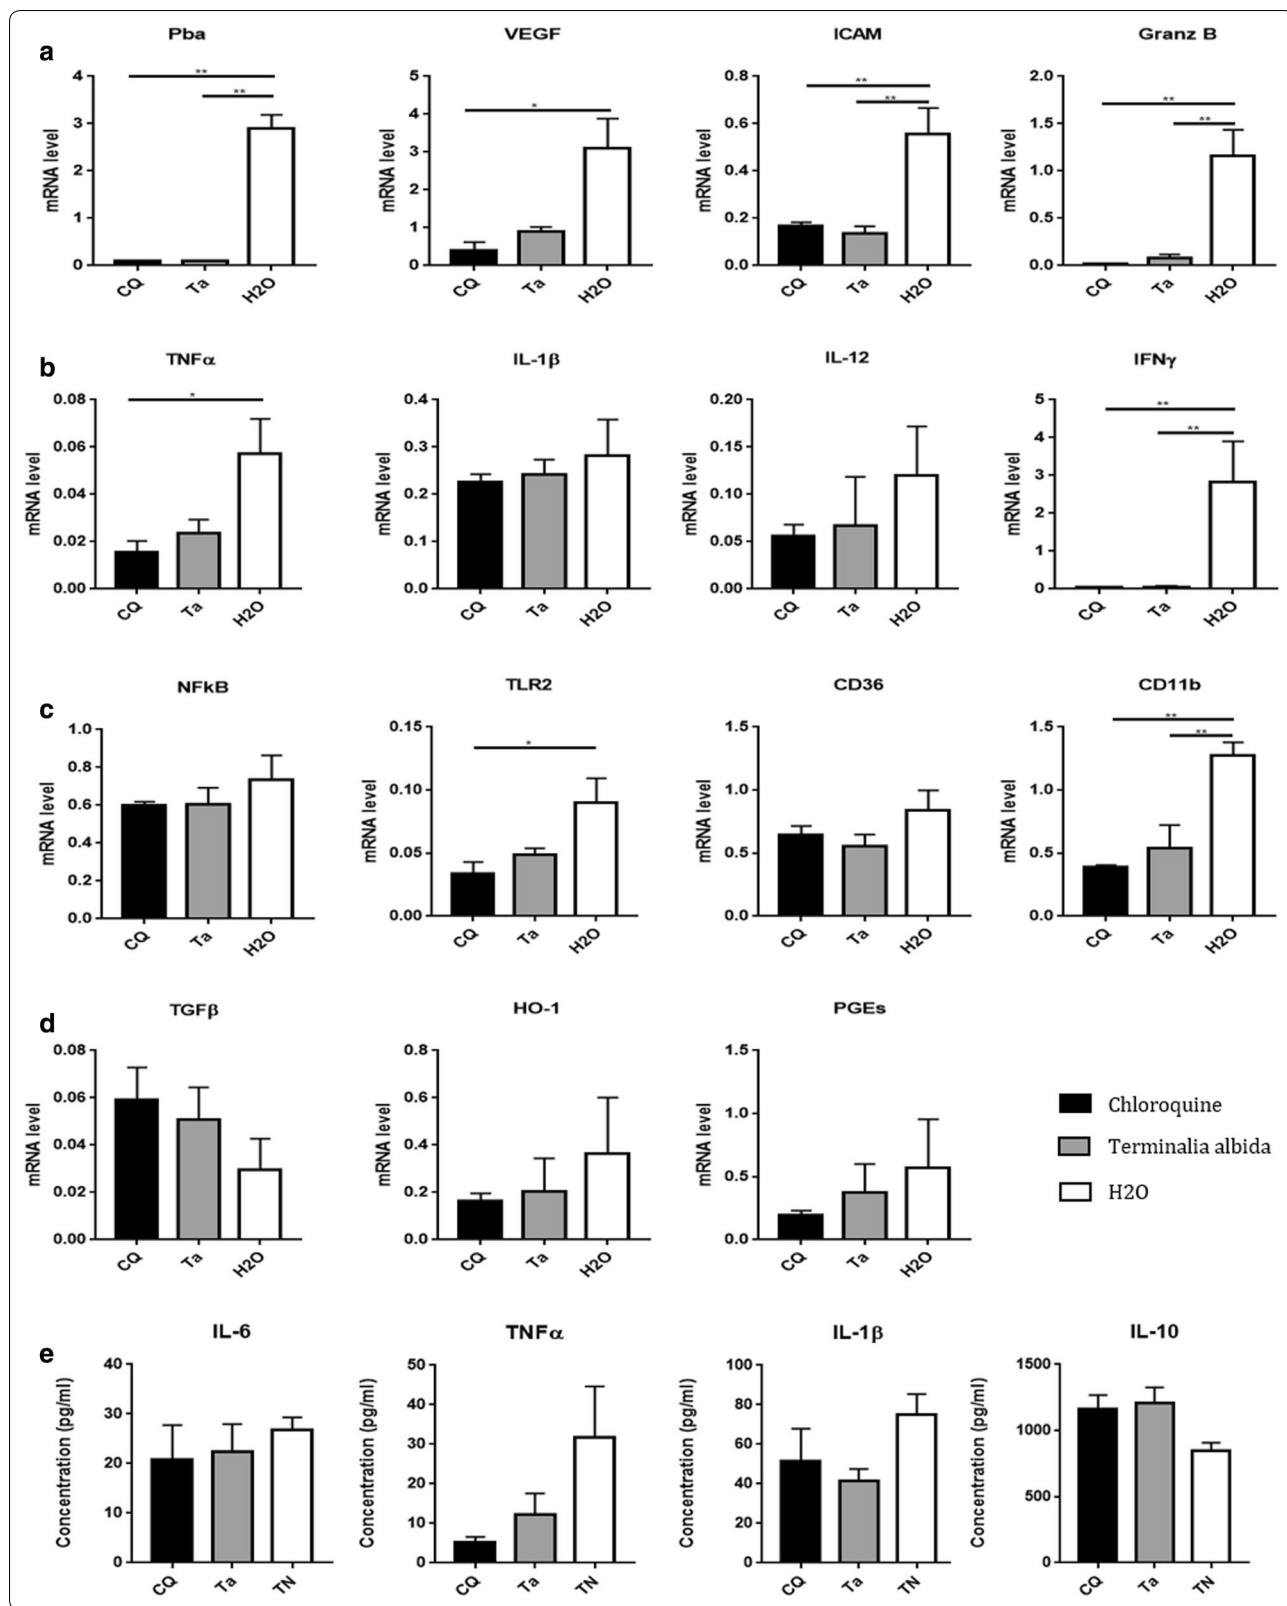 a
Pba
VEGF
ICAM
Granz B
mRNA level
4
3
2
1
0
**
**
CQ
Ta
H2O
mRNA level
5
4
3
2
1
0
*
CQ
Ta
H2O
mRNA level
0.8
0.6
0.4
0.2
0.0
**
**
CQ
Ta
H2O
mRNA level
2.0
1.5
1.0
0.5
0.0
**
**
CQ
Ta
H2O
b
TNFα
IL-1β
IL-12
IFNγ
mRNA level
0.08
0.06
0.04
0.02
0.00
*
CQ
Ta
H2O
mRNA level
0.4
0.3
0.2
0.1
0.0
CQ
Ta
H2O
mRNA level
0.20
0.15
0.10
0.05
0.00
CQ
Ta
H2O
mRNA level
5
4
3
2
1
0
**
**
CQ
Ta
H2O
c
NFkB
TLR2
CD36
CD11b
mRNA level
1.0
0.8
0.6
0.4
0.2
0.0
CQ
Ta
H2O
mRNA level
0.15
0.10
0.05
0.00
*
CQ
Ta
H2O
mRNA level
1.5
1.0
0.5
0.0
CQ
Ta
H2O
mRNA level
1.5
1.0
0.5
0.0
**
**
CQ
Ta
H2O
d
TGFβ
HO-1
PGEs
mRNA level
0.08
0.06
0.04
0.02
0.00
CQ
Ta
H2O
mRNA level
0.8
0.6
0.4
0.2
0.0
CQ
Ta
H2O
mRNA level
1.5
1.0
0.5
0.0
CQ
Ta
H2O
Chloroquine
Terminalia albida
H2O
e
IL-6
TNFα
IL-1β
IL-10
Concentration (pg/ml)
40
30
20
10
0
CQ
Ta
TN
Concentration (pg/ml)
50
40
30
20
10
0
CQ
Ta
TN
Concentration (pg/ml)
100
80
60
40
20
0
CQ
Ta
TN
Concentration (pg/ml)
1500
1000
500
0
CQ
Ta
TN